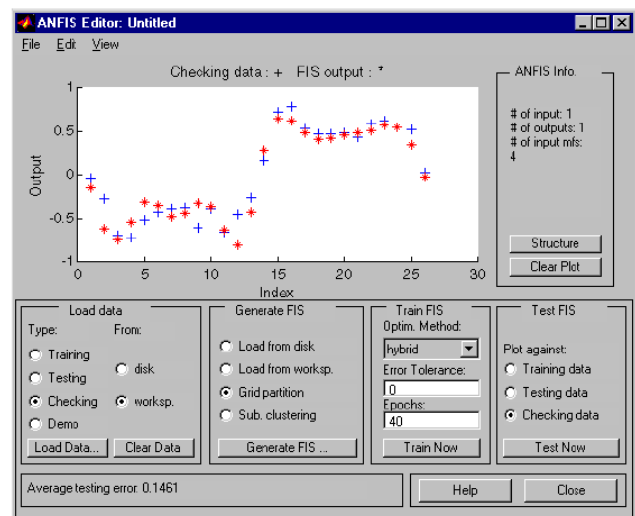 ANFIS Editor: Untitled
File Edit View
Checking data : + FIS output : *
Output
1
0.5
0
-0.5
-1
0 5 10 15 20 25 30
Index
ANFIS Info.
# of input: 1
# of outputs: 1
# of input mfs:
4
Structure
Clear Plot
Load data
Type: From:
Training
Testing
Checking
Demo
disk
worksp.
Load Data... Clear Data
Generate FIS
Load from disk
Load from worksp.
Grid partition
Sub. clustering
Generate FIS ...
Train FIS
Optim. Method:
hybrid
Error Tolerance:
0
Epochs:
40
Train Now
Test FIS
Plot against:
Training data
Testing data
Checking data
Test Now
Average testing error: 0.1461
Help Close